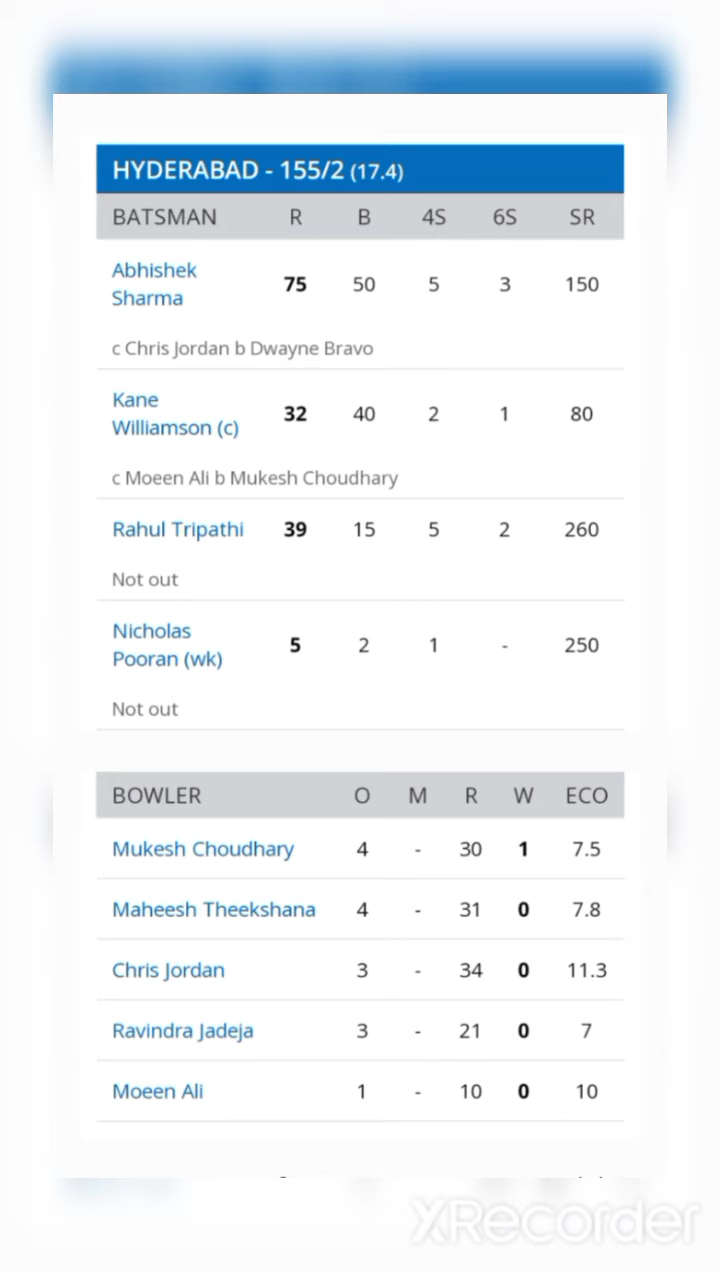 HYDERABAD - 155/2 (17.4)
BATSMAN R B 4S 6S SR
Abhishek
Sharma 75 50 5 3 150
c Chris Jordan b Dwayne Bravo
Kane
Williamson (c) 32 40 2 1 80
c Moeen Ali b Mukesh Choudhary
Rahul Tripathi 39 15 5 2 260
Not out
Nicholas
Pooran (wk) 5 2 1 - 250
Not out
BOWLER O M R W ECO
Mukesh Choudhary 4 - 30 1 7.5
Maheesh Theekshana 4 - 31 0 7.8
Chris Jordan 3 - 34 0 11.3
Ravindra Jadeja 3 - 21 0 7
Moeen Ali 1 - 10 0 10
XRecorder